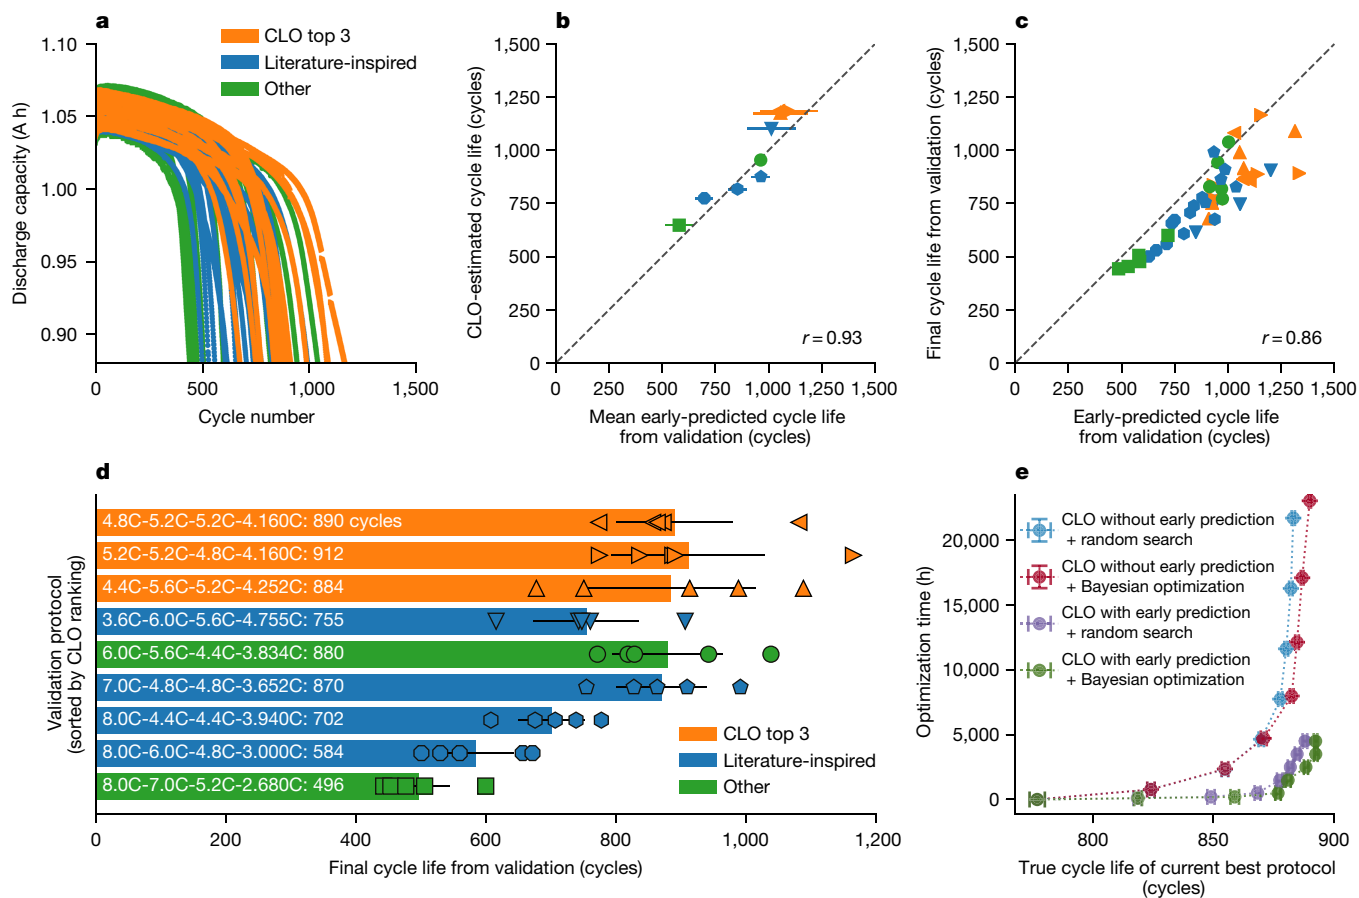 a
CLO top 3
Literature-inspired
Other
1.10
1.05
1.00
0.95
0.90
Discharge capacity (A h)
0
500
1,000
1,500
Cycle number
b
1,500
1,250
1,000
750
500
250
0
CLO-estimated cycle life (cycles)
r = 0.93
0
250
500
750
1,000
1,250
1,500
Mean early-predicted cycle life
from validation (cycles)
c
1,500
1,250
1,000
750
500
250
0
Final cycle life from validation (cycles)
r = 0.86
0
250
500
750
1,000
1,250
1,500
Early-predicted cycle life
from validation (cycles)
d
Validation protocol
(sorted by CLO ranking)
4.8C-5.2C-5.2C-4.160C: 890 cycles
5.2C-5.2C-4.8C-4.160C: 912
4.4C-5.6C-5.2C-4.252C: 884
3.6C-6.0C-5.6C-4.755C: 755
6.0C-5.6C-4.4C-3.834C: 880
7.0C-4.8C-4.8C-3.652C: 870
8.0C-4.4C-4.4C-3.940C: 702
8.0C-6.0C-4.8C-3.000C: 584
8.0C-7.0C-5.2C-2.680C: 496
CLO top 3
Literature-inspired
Other
0
200
400
600
800
1,000
1,200
Final cycle life from validation (cycles)
e
CLO without early prediction
+ random search
CLO without early prediction
+ Bayesian optimization
CLO with early prediction
+ random search
CLO with early prediction
+ Bayesian optimization
20,000
15,000
10,000
5,000
0
Optimization time (h)
800
850
900
True cycle life of current best protocol
(cycles)